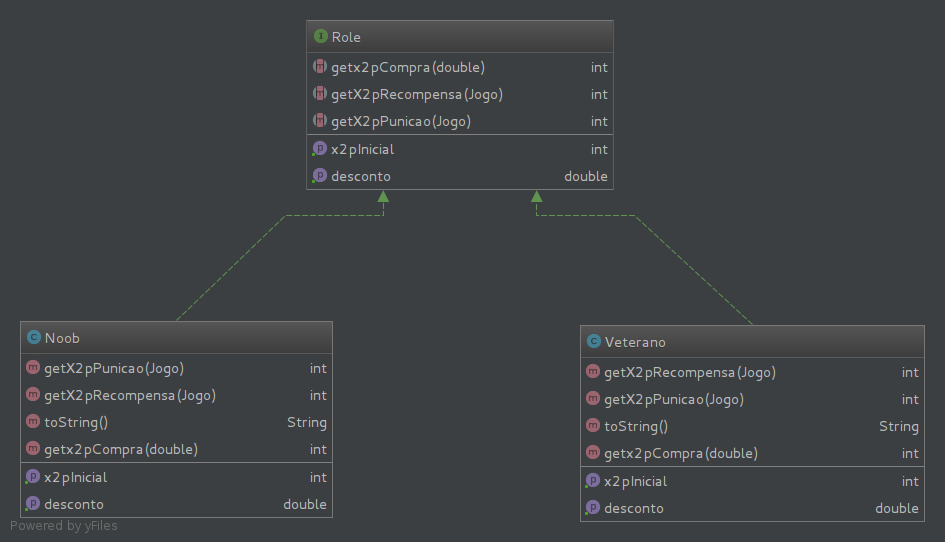 Role
getx2pCompra(double) int
getX2pRecompensa(Jogo) int
getX2pPunicao(Jogo) int
x2pInicial int
desconto double
Noob
getX2pPunicao(Jogo) int
getX2pRecompensa(Jogo) int
toString() String
getx2pCompra(double) int
x2pInicial int
desconto double
Veterano
getX2pRecompensa(Jogo) int
getX2pPunicao(Jogo) int
toString() String
getx2pCompra(double) int
x2pInicial int
desconto double
Powered by yFiles